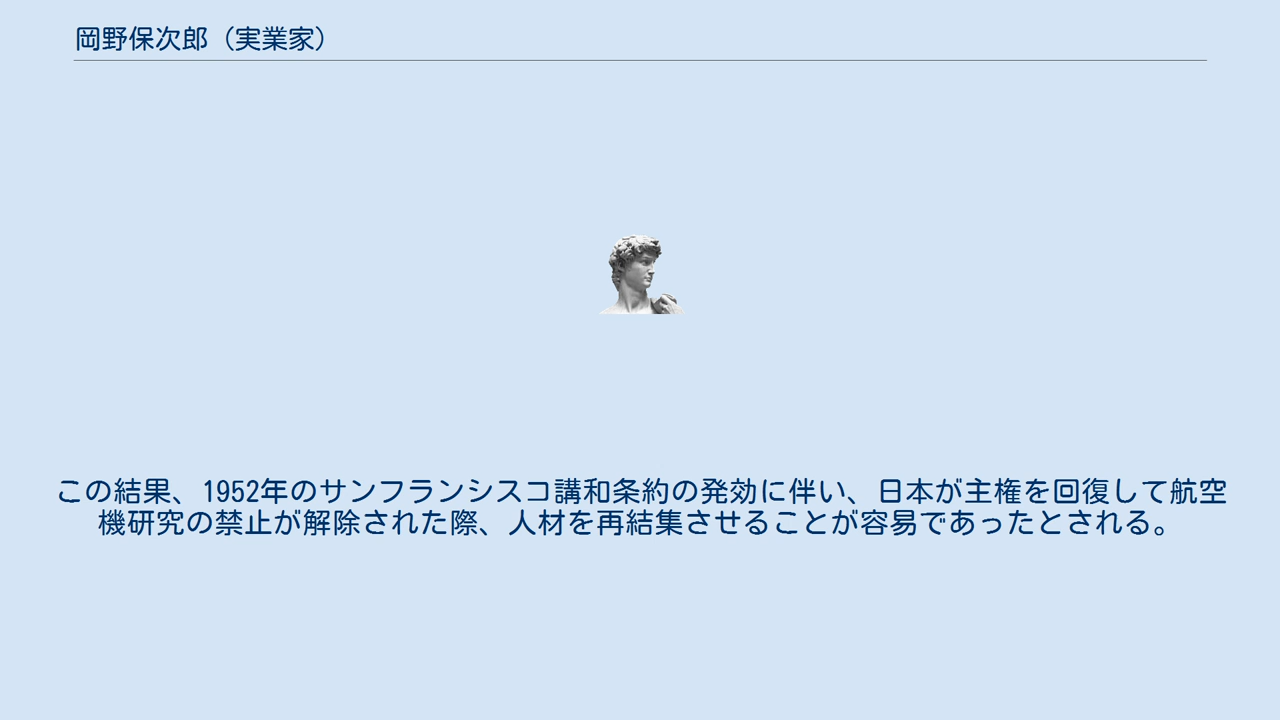 岡野保次郎（実業家）
この結果、1952年のサンフランシスコ講和条約の発効に伴い、日本が主権を回復して航空
機研究の禁止が解除された際、人材を再結集させることが容易であったとされる。